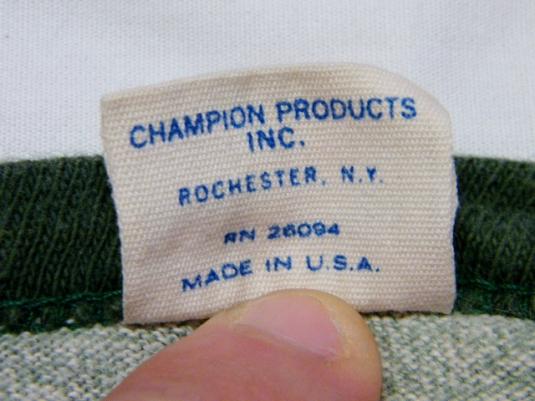 CHAMPION PRODUCTS
INC.
ROCHESTER, N.Y.
RN 26094
MADE IN U.S.A.